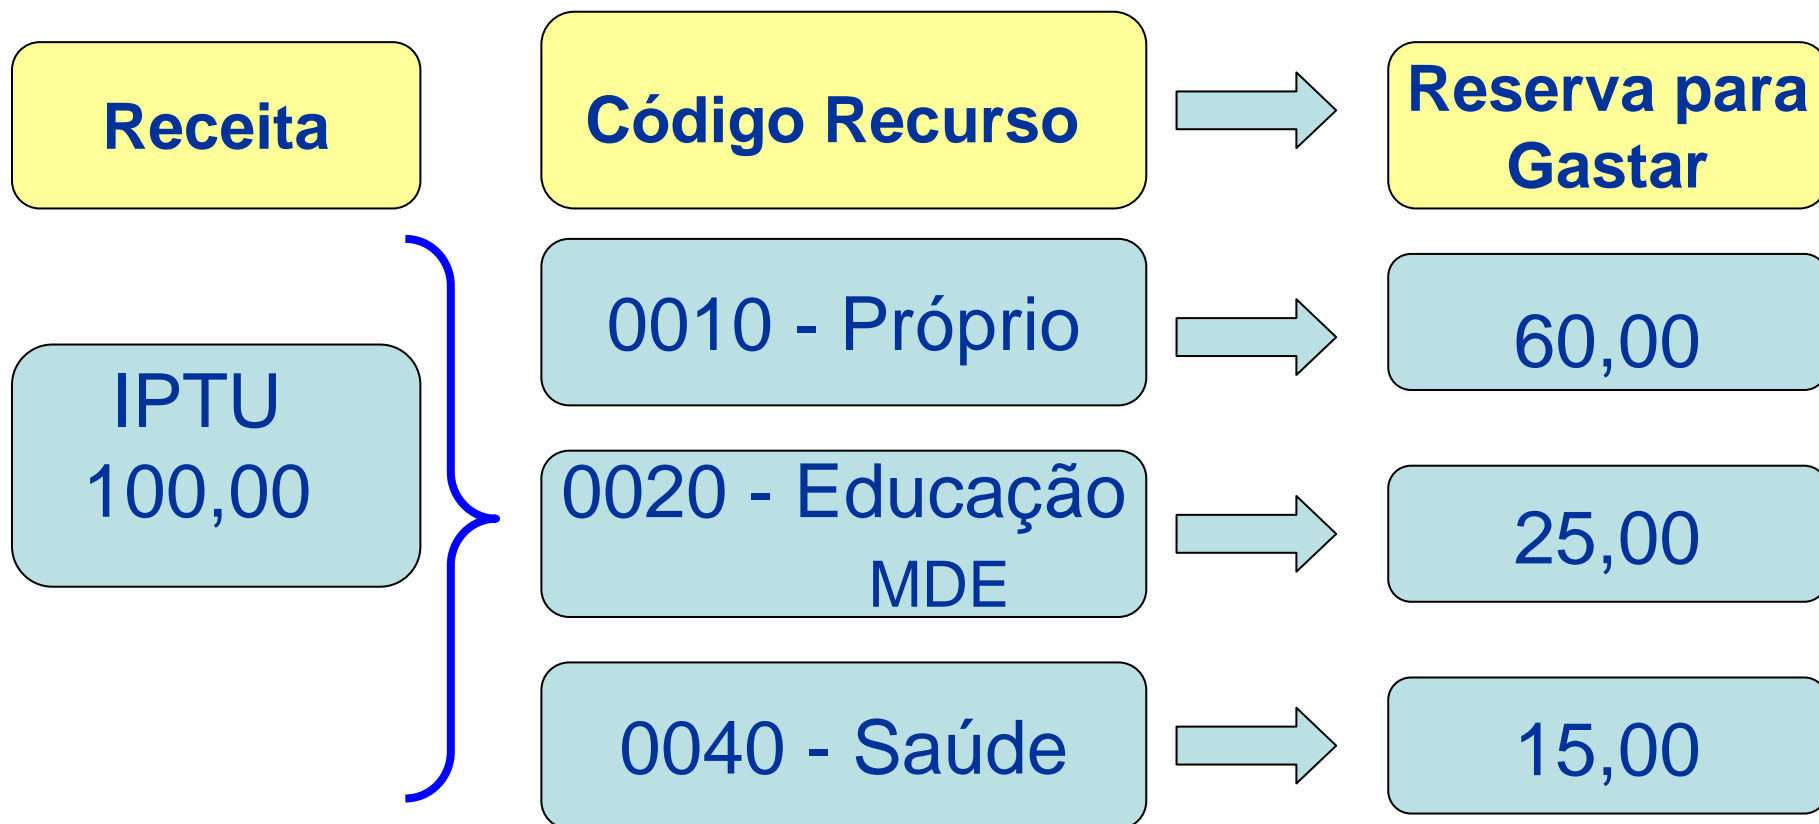 Receita
Código Recurso
Reserva para
Gastar
IPTU
100,00
0010 - Próprio
60,00
0020 - Educação
MDE
25,00
0040 - Saúde
15,00